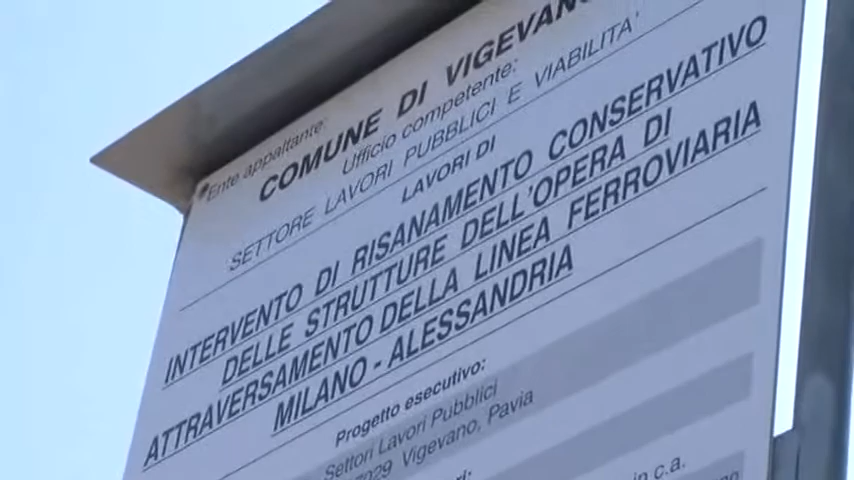 Ente appaltante:
COMUNE DI VIGEVANO
Ufficio competente:
SETTORE LAVORI PUBBLICI E VIABILITA'
LAVORI DI
INTERVENTO DI RISANAMENTO CONSERVATIVO
DELLE STRUTTURE DELL'OPERA DI
ATTRAVERSAMENTO DELLA LINEA FERROVIARIA
MILANO - ALESSANDRIA
Progetto esecutivo:
Settori Lavori Pubblici
Vigevano, Pavia
in c.a.